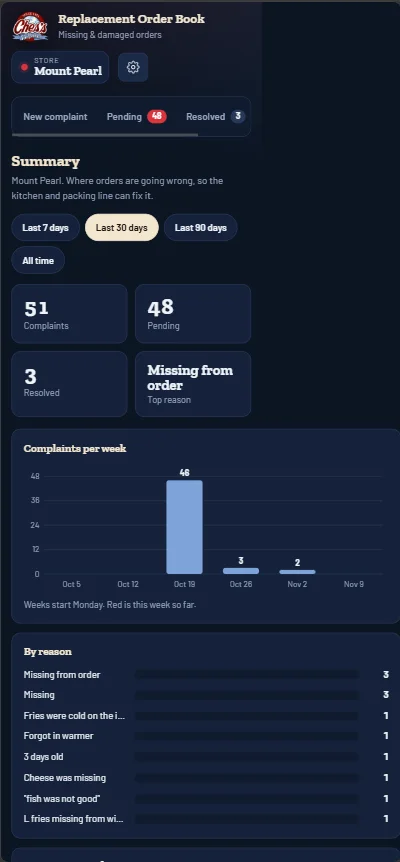 Ches's
Replacement Order Book
Missing & damaged orders
STORE
Mount Pearl
New complaint
Pending 48
Resolved 3
Summary
Mount Pearl. Where orders are going wrong, so the
kitchen and packing line can fix it.
Last 7 days
Last 30 days
Last 90 days
All time
51
Complaints
48
Pending
3
Resolved
Missing from
order
Top reason
Complaints per week
48
36
24
12
0
46
3
2
Oct 5
Oct 12
Oct 19
Oct 26
Nov 2
Nov 9
Weeks start Monday. Red is this week so far.
By reason
Missing from order 3
Missing 3
Fries were cold on the i... 1
Forgot in warmer 1
3 days old 1
Cheese was missing 1
"fish was not good" 1
L fries missing from wi... 1